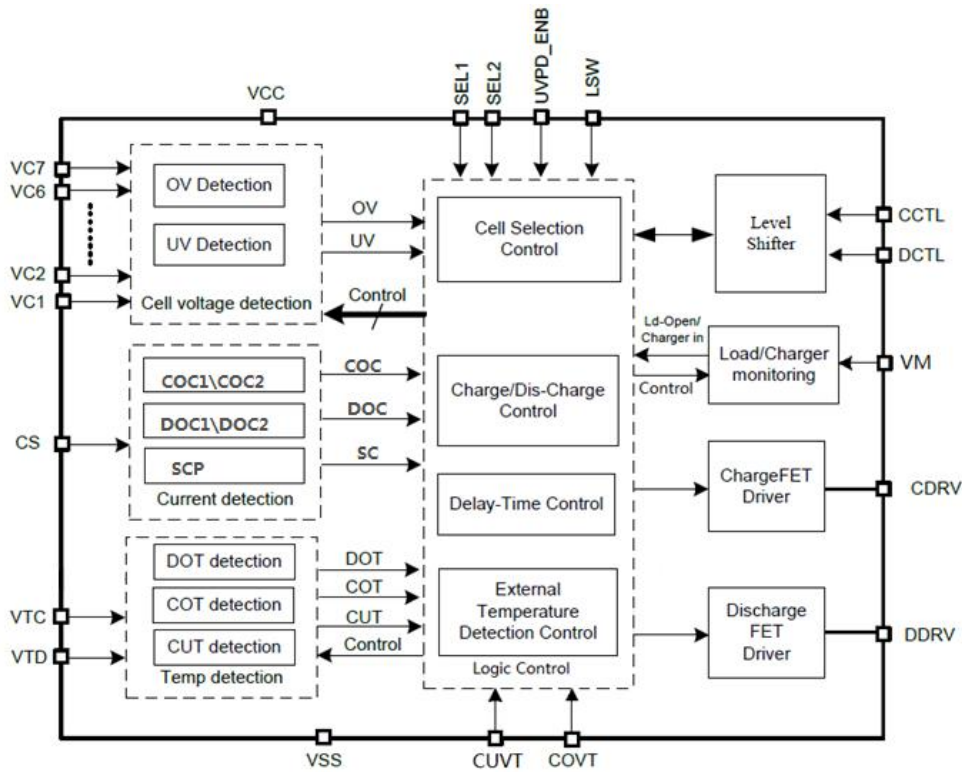 SEL1
SEL2
UVPD_ENB
LSW
VCC
VC7
VC6
VC2
VC1
OV Detection
UV Detection
Cell voltage detection
OV
UV
Control
Cell Selection
Control
Level
Shifter
CCTL
DCTL
Ld-Open/
Charger in
Control
Load/Charger
monitoring
VM
CS
COC1\COC2
DOC1\DOC2
SCP
Current detection
COC
DOC
SC
Charge/Dis-Charge
Control
Delay-Time Control
ChargeFET
Driver
CDRV
VTC
VTD
DOT detection
COT detection
CUT detection
Temp detection
DOT
COT
CUT
Control
External
Temperature
Detection Control
Logic Control
Discharge
FET
Driver
DDRV
VSS
CUVT
COVT